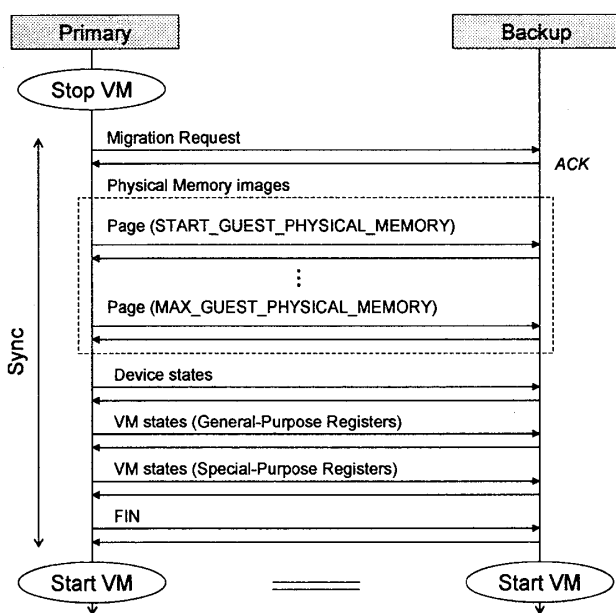 Primary Backup
Stop VM
Migration Request
ACK
Physical Memory images
Page (START_GUEST_PHYSICAL_MEMORY)
⋮
Page (MAX_GUEST_PHYSICAL_MEMORY)
Sync
Device states
VM states (General-Purpose Registers)
VM states (Special-Purpose Registers)
FIN
Start VM Start VM